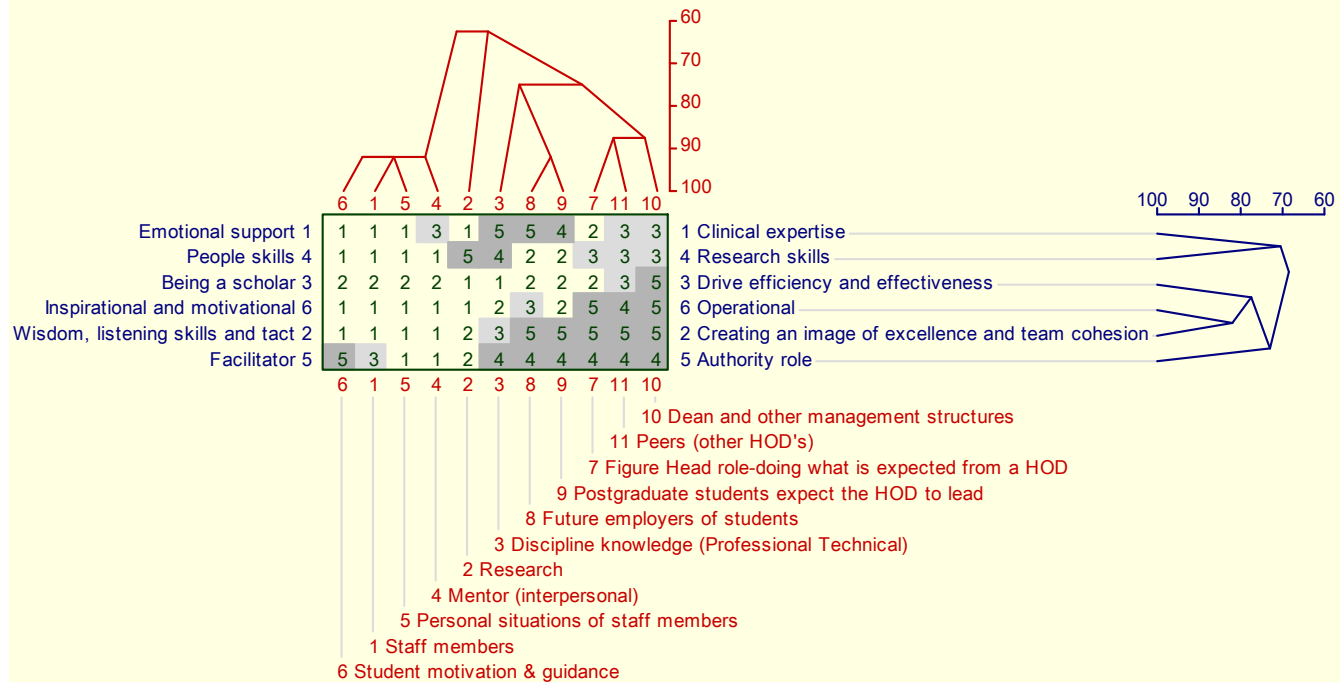 60
70
80
90
100
6 1 5 4 2 3 8 9 7 11 10
100 90 80 70 60
Emotional support 1 1 1 1 3 1 5 5 4 2 3 3 1 Clinical expertise
People skills 4 1 1 1 1 5 4 2 2 3 3 3 4 Research skills
Being a scholar 3 2 2 2 2 1 1 2 2 2 3 5 3 Drive efficiency and effectiveness
Inspirational and motivational 6 1 1 1 1 1 2 3 2 5 4 5 6 Operational
Wisdom, listening skills and tact 2 1 1 1 1 2 3 5 5 5 5 5 2 Creating an image of excellence and team cohesion
Facilitator 5 5 3 1 1 2 4 4 4 4 4 4 5 Authority role
6 1 5 4 2 3 8 9 7 11 10
10 Dean and other management structures
11 Peers (other HOD's)
7 Figure Head role-doing what is expected from a HOD
9 Postgraduate students expect the HOD to lead
8 Future employers of students
3 Discipline knowledge (Professional Technical)
2 Research
4 Mentor (interpersonal)
5 Personal situations of staff members
1 Staff members
6 Student motivation & guidance